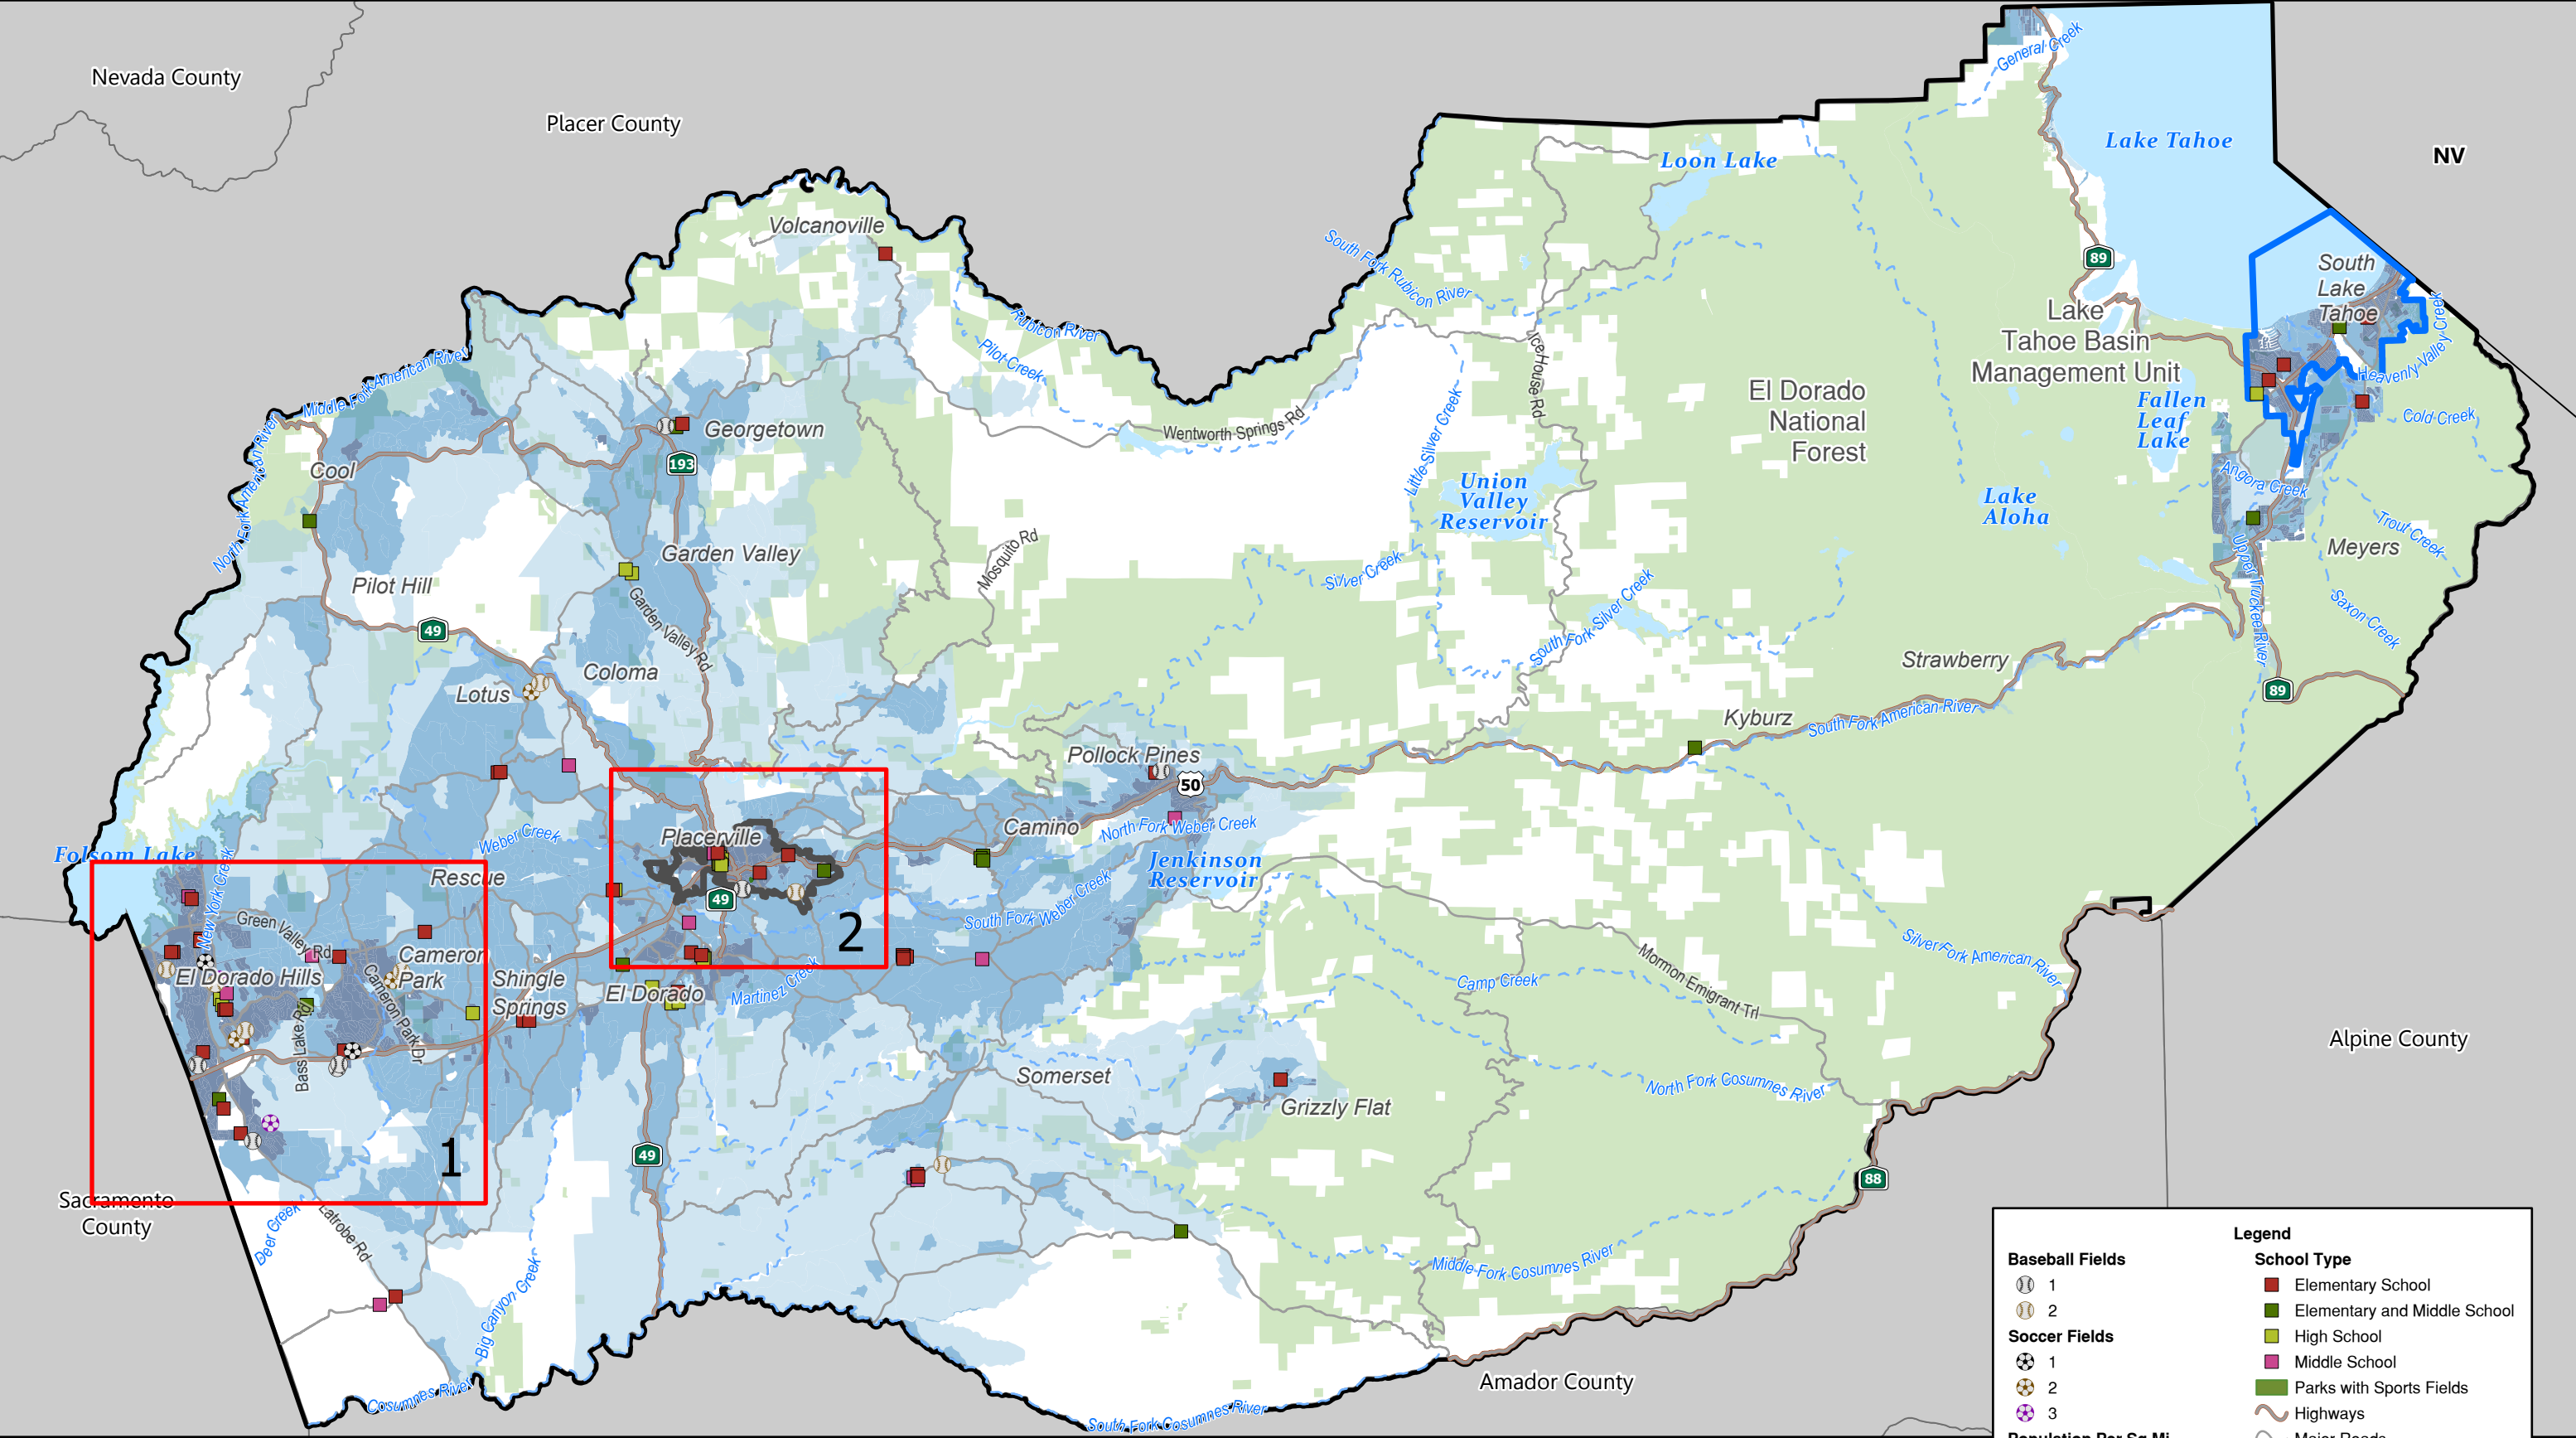 Nevada County
Placer County
General Creek
Lake Tahoe
NV
Loon Lake
Volcanoville
South Fork Rubicon River
89
South
Lake
Tahoe
Rubicon River
Pilot Creek
Ice House Rd
Lake
Tahoe Basin
Management Unit
Heavenly Valley Creek
Middle Fork American River
El Dorado
National
Forest
Fallen
Leaf
Lake
Cold Creek
Georgetown
Wentworth Springs Rd
Little Silver Creek
193
Cool
North Fork American River
Union
Valley
Reservoir
Lake
Aloha
Angora Creek
Trout Creek
Garden Valley
Mosquito Rd
Silver Creek
Meyers
Pilot Hill
Garden Valley Rd
South Fork Silver Creek
Upper Truckee River
Saxon Creek
49
Coloma
Strawberry
Lotus
89
Kyburz
South Fork American River
Pollock Pines
50
Placerville
Camino
North Fork Weber Creek
Weber Creek
Folsom Lake
Jenkinson
Reservoir
Rescue
New York Creek
49
2
South Fork Weber Creek
Green Valley Rd
Cameron
Park
El Dorado Hills
Cameron Park Dr
Shingle
Springs
El Dorado
Martinez Creek
Camp Creek
Mormon Emigrant Trl
Silver Fork American River
Bass Lake Rd
Alpine County
Somerset
North Fork Cosumnes River
Grizzly Flat
1
49
88
Sacramento
County
Deer Creek
Latrobe Rd
Big Canyon Creek
Middle Fork Cosumnes River
Cosumnes River
South Fork Cosumnes River
Amador County
Legend
Baseball Fields
1
2
Soccer Fields
1
2
3
Population Per Sq Mi
School Type
Elementary School
Elementary and Middle School
High School
Middle School
Parks with Sports Fields
Highways
Major Roads